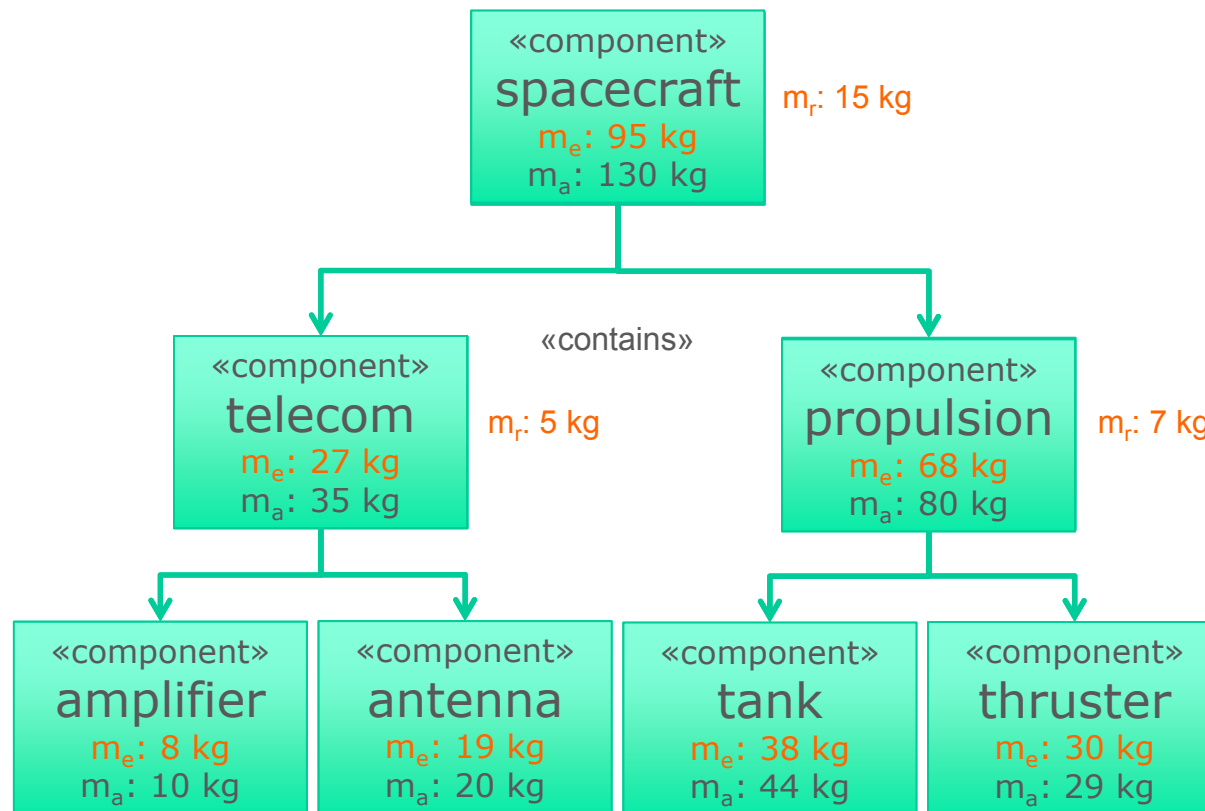 «component»
spacecraft
mₑ: 95 kg
mₐ: 130 kg
mᵣ: 15 kg
«contains»
«component»
telecom
mₑ: 27 kg
mₐ: 35 kg
mᵣ: 5 kg
«component»
propulsion
mₑ: 68 kg
mₐ: 80 kg
mᵣ: 7 kg
«component»
amplifier
mₑ: 8 kg
mₐ: 10 kg
«component»
antenna
mₑ: 19 kg
mₐ: 20 kg
«component»
tank
mₑ: 38 kg
mₐ: 44 kg
«component»
thruster
mₑ: 30 kg
mₐ: 29 kg